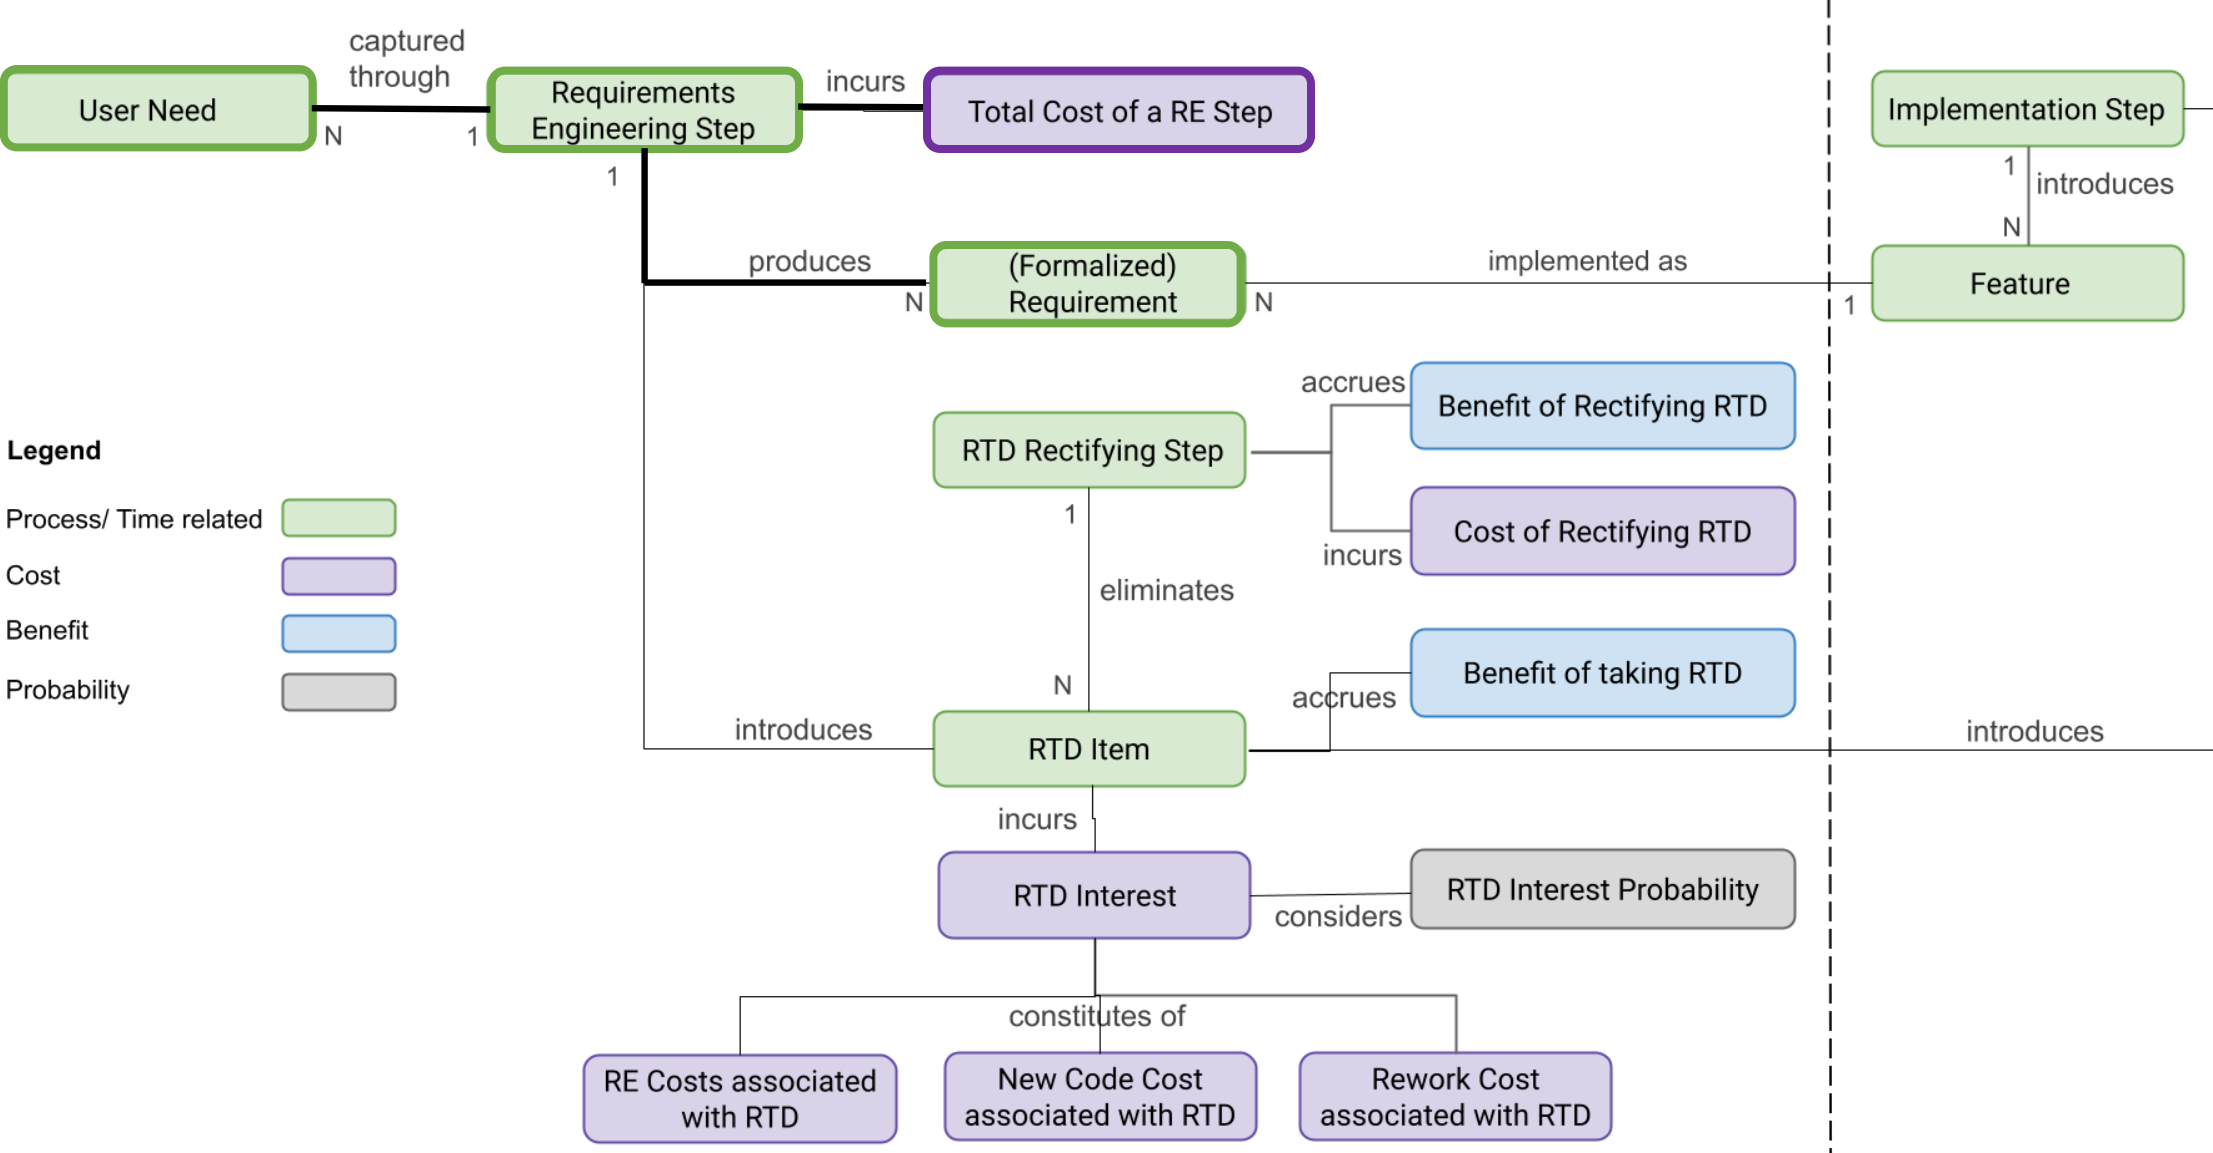 captured
through
User Need
N
1
Requirements
Engineering Step
incurs
Total Cost of a RE Step
Implementation Step
1
introduces
N
1
produces
N
(Formalized)
Requirement
N
implemented as
1
Feature
accrues
Benefit of Rectifying RTD
RTD Rectifying Step
Cost of Rectifying RTD
incurs
1
eliminates
N
Legend
Process/ Time related
Cost
Benefit
Probability
Benefit of taking RTD
accrues
introduces
RTD Item
introduces
incurs
RTD Interest
considers
RTD Interest Probability
constitutes of
RE Costs associated
with RTD
New Code Cost
associated with RTD
Rework Cost
associated with RTD